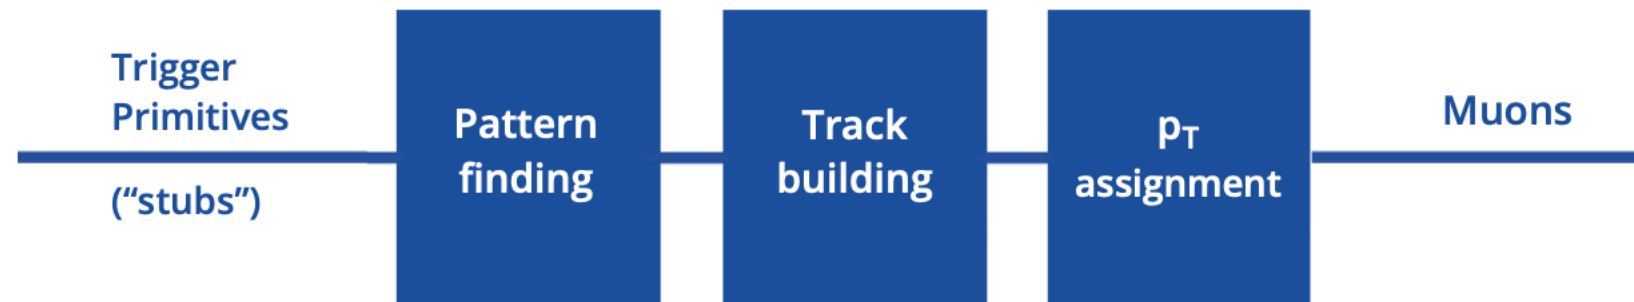 Trigger
Primitives
(“stubs”)
Pattern
finding
Track
building
pT
assignment
Muons